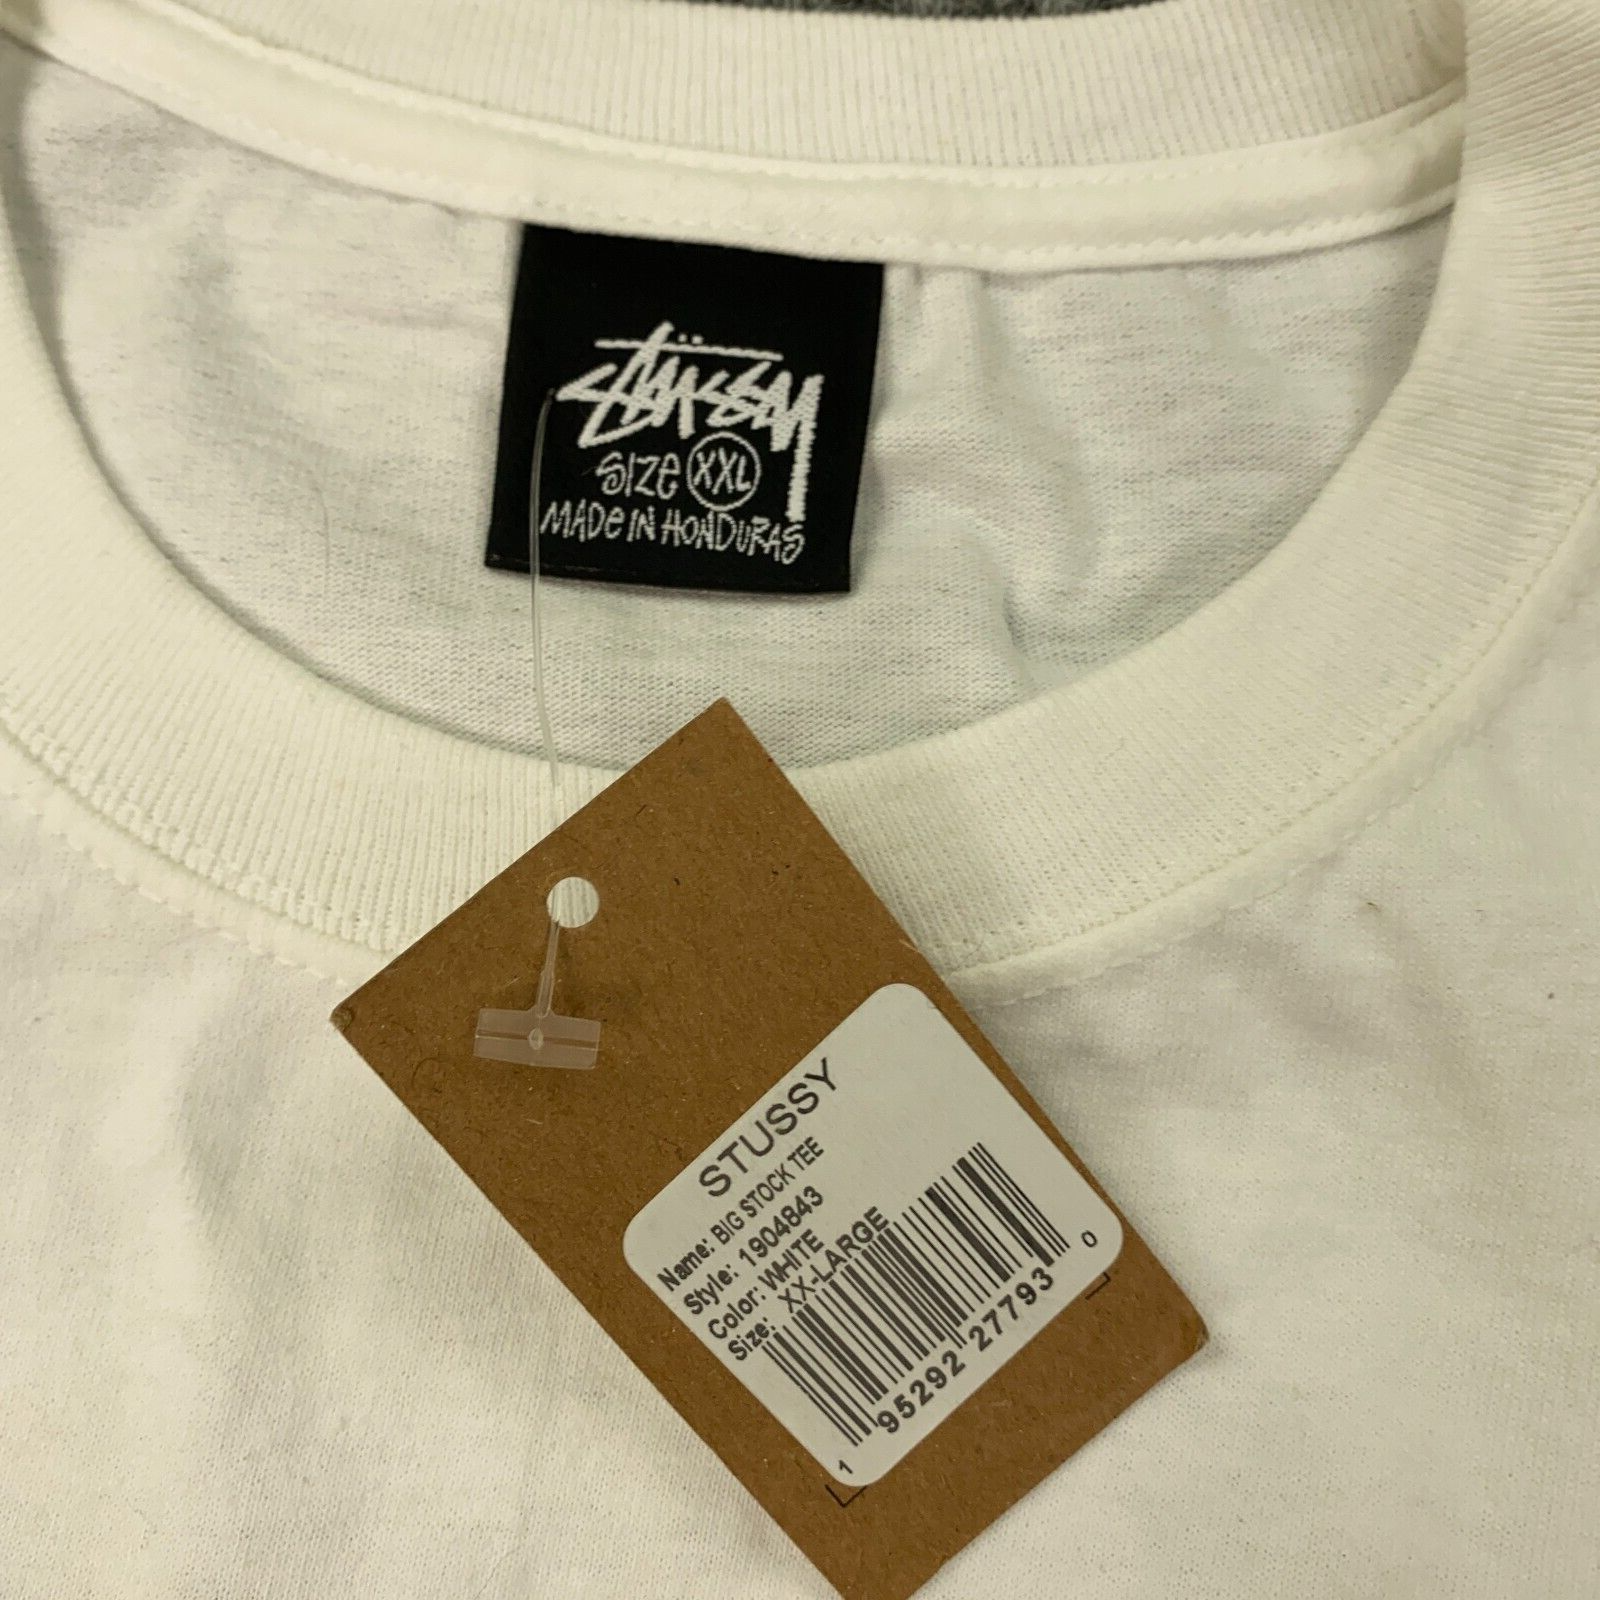 STÜSSY
SIZE XXL
MADE IN HONDURAS
STUSSY
Name: BIG STOCK TEE
Style: 1904843
Color: WHITE
Size: XX-LARGE
1 95292 27793 0